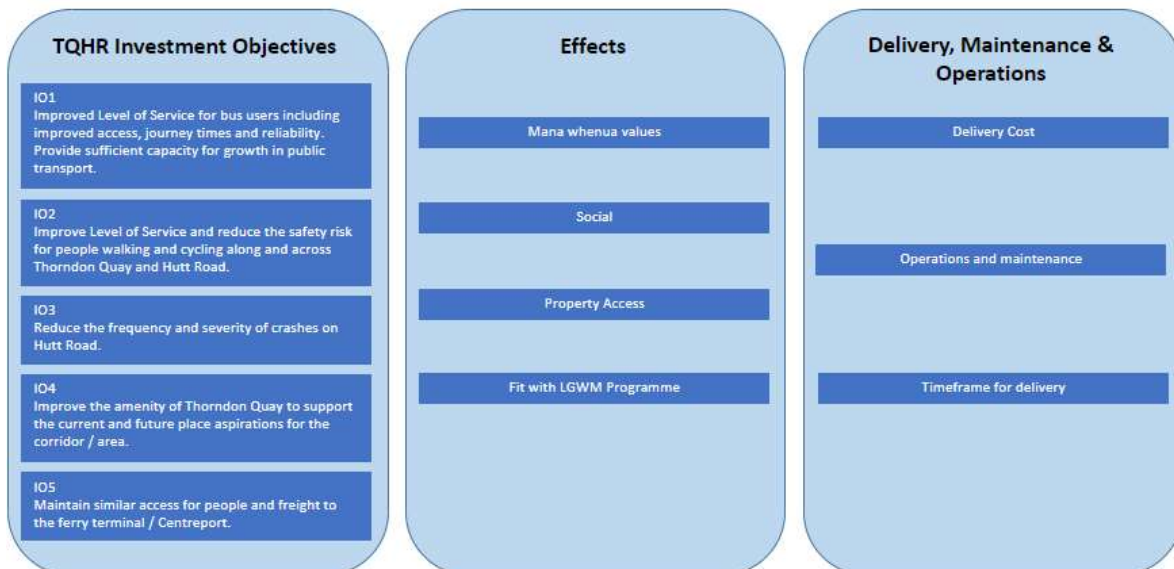 TQHR Investment Objectives
IO1
Improved Level of Service for bus users including
improved access, journey times and reliability.
Provide sufficient capacity for growth in public
transport.
IO2
Improve Level of Service and reduce the safety risk
for people walking and cycling along and across
Thorndon Quay and Hutt Road.
IO3
Reduce the frequency and severity of crashes on
Hutt Road.
IO4
Improve the amenity of Thorndon Quay to support
the current and future place aspirations for the
corridor / area.
IO5
Maintain similar access for people and freight to
the ferry terminal / Centreport.
Effects
Mana whenua values
Social
Property Access
Fit with LGWM Programme
Delivery, Maintenance &
Operations
Delivery Cost
Operations and maintenance
Timeframe for delivery